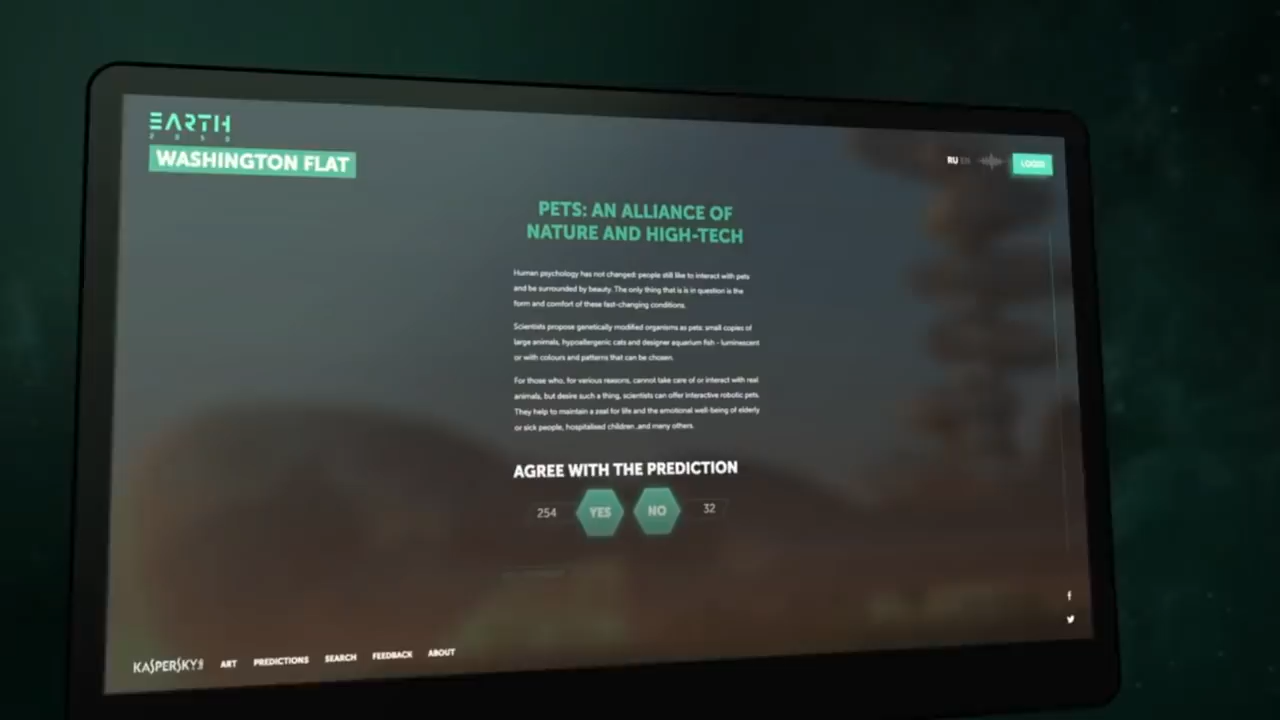 EARTH
2050
WASHINGTON FLAT
RU EN
LOGIN
PETS: AN ALLIANCE OF
NATURE AND HIGH-TECH
Human psychology has not changed: people still like to interact with pets
and be surrounded by beauty. The only thing that is is in question is the
form and comfort of these fast-changing conditions.
Scientists propose genetically modified organisms as pets: small copies of
large animals, hypoallergenic cats and designer aquarium fish - luminescent
or with colours and patterns that can be chosen.
For those who, for various reasons, cannot take care of or interact with real
animals, but desire such a thing, scientists can offer interactive robotic pets.
They help to maintain a zeal for life and the emotional well-being of elderly
or sick people, hospitalised children ,and many others.
AGREE WITH THE PREDICTION
254 YES NO 32
KASPERSKY ART PREDICTIONS SEARCH FEEDBACK ABOUT